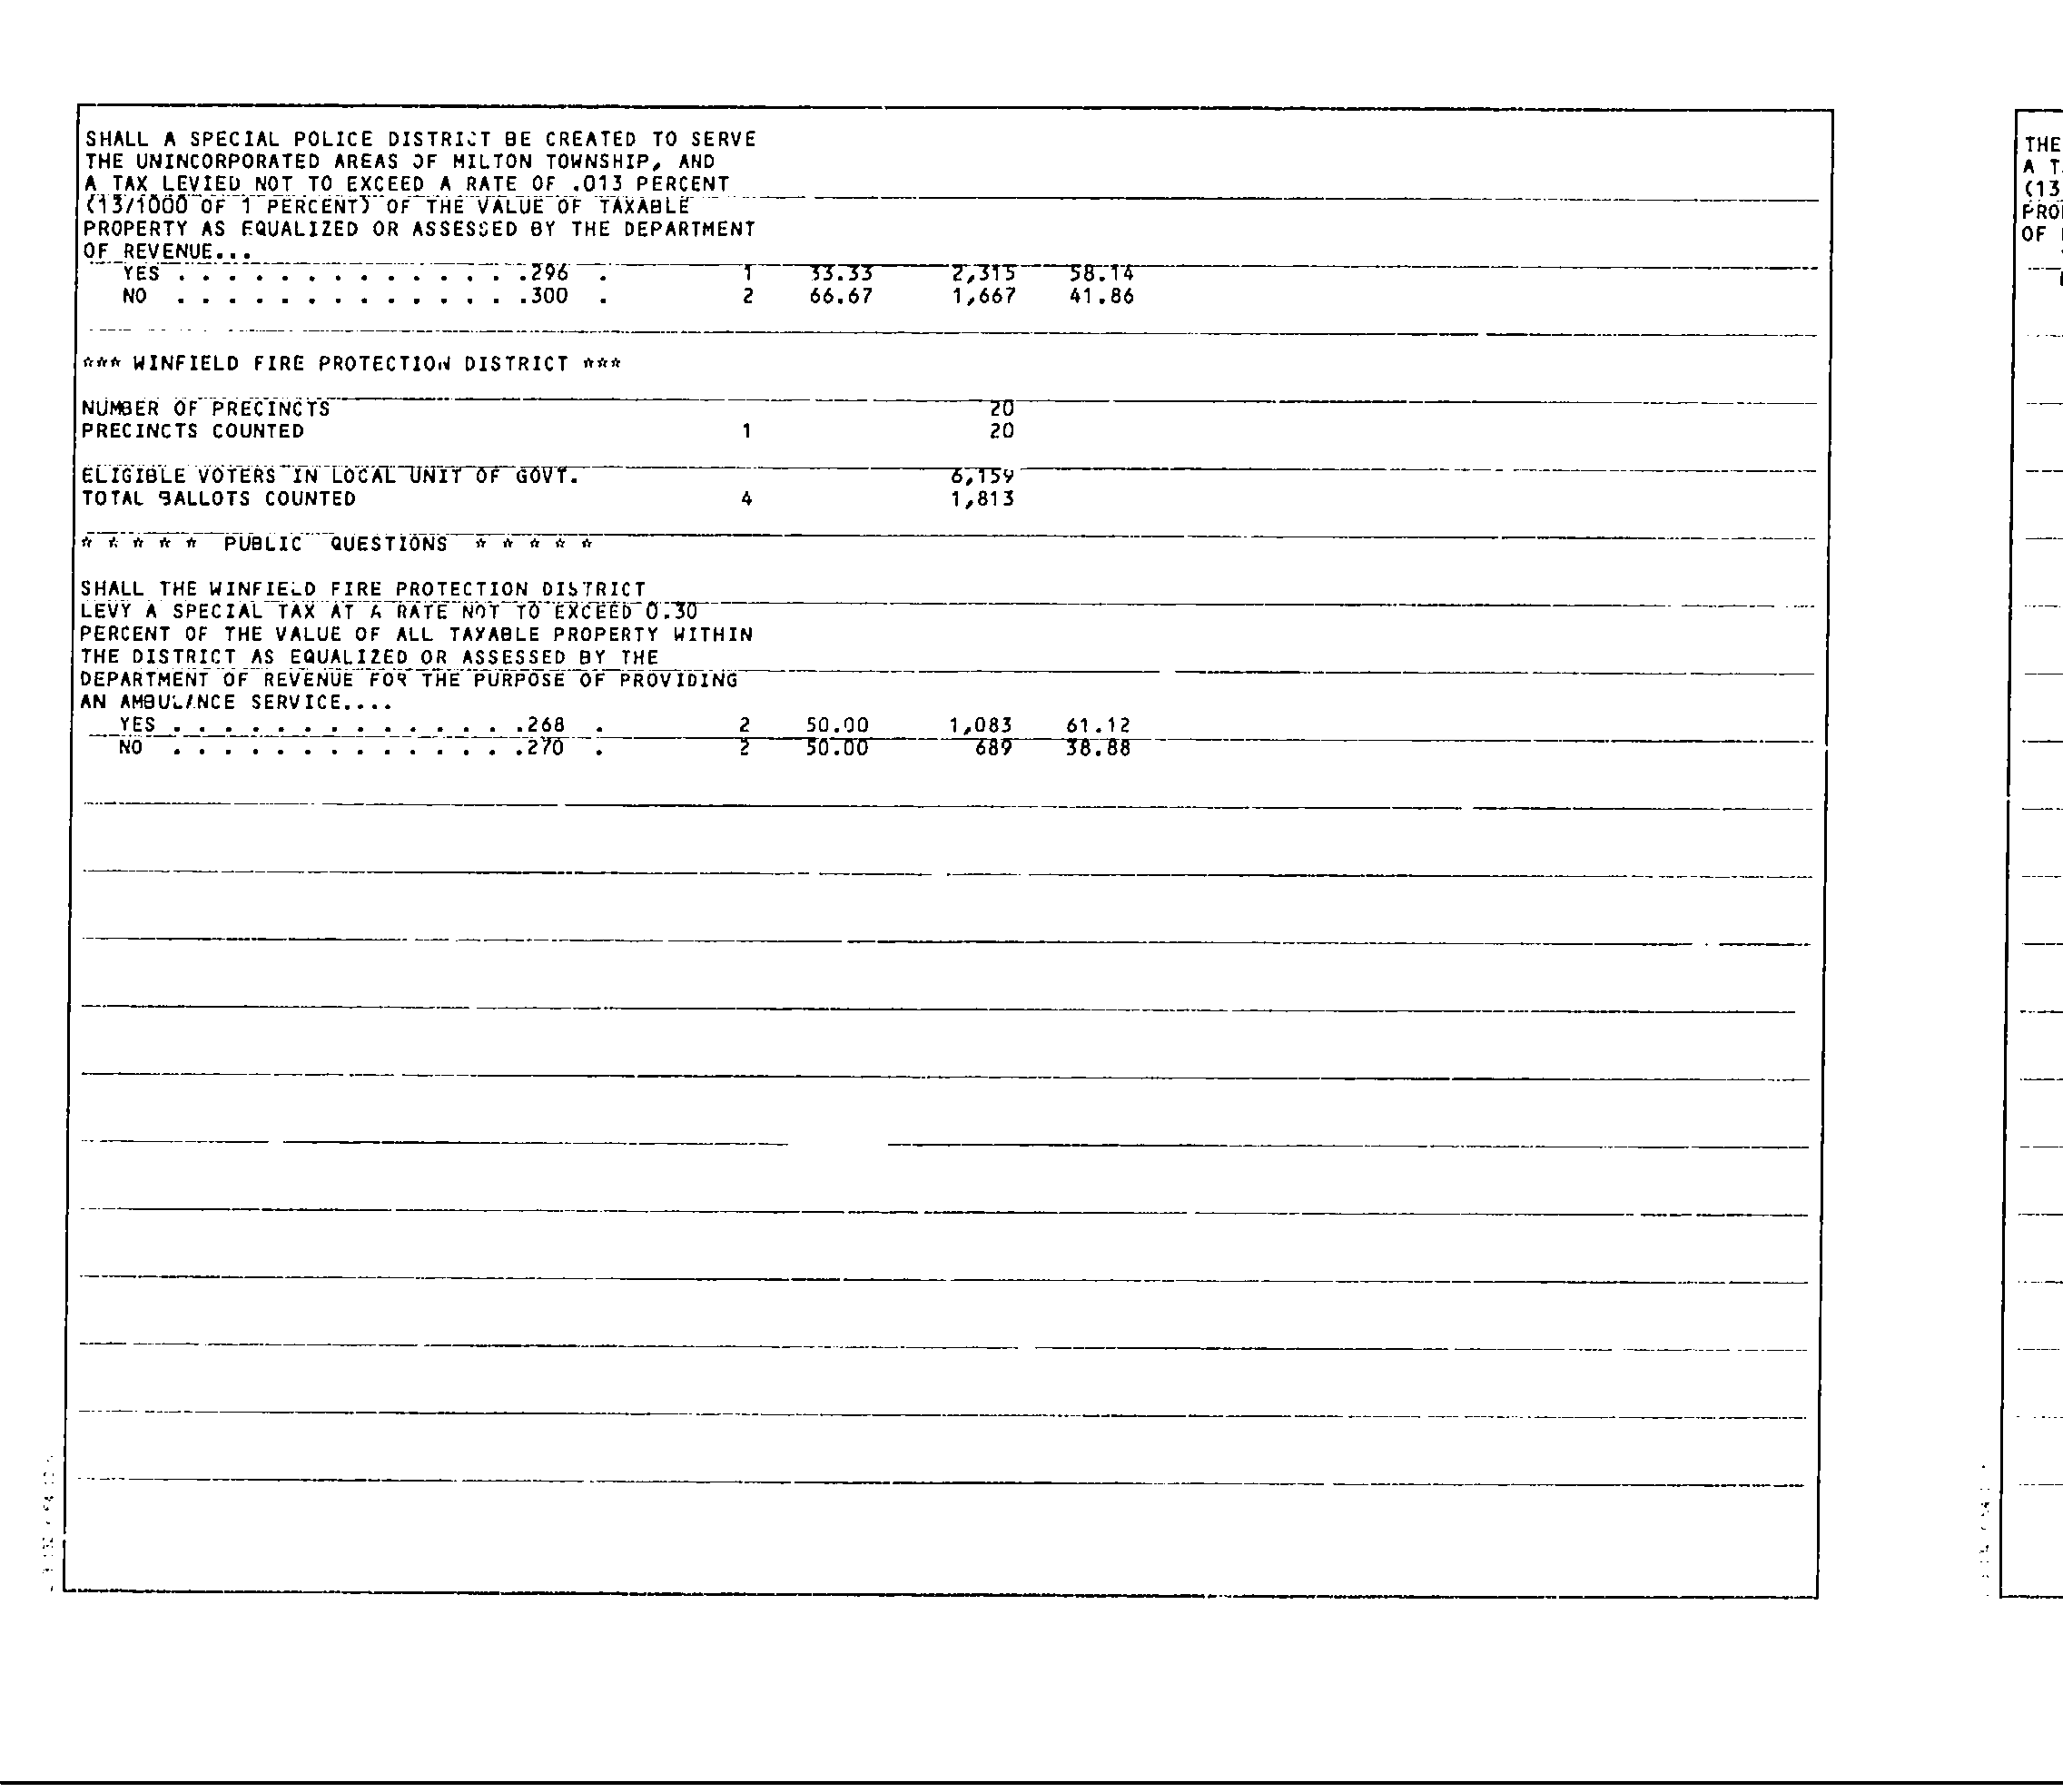 SHALL A SPECIAL POLICE DISTRICT BE CREATED TO SERVE
THE UNINCORPORATED AREAS OF MILTON TOWNSHIP, AND
A TAX LEVIED NOT TO EXCEED A RATE OF .013 PERCENT
(13/1000 OF 1 PERCENT) OF THE VALUE OF TAXABLE
PROPERTY AS EQUALIZED OR ASSESSED BY THE DEPARTMENT
OF REVENUE...
YES . . . . . . . . . . . . . .296 . 1 33.33 2,315 58.14
NO . . . . . . . . . . . . . .300 . 2 66.67 1,667 41.86
*** WINFIELD FIRE PROTECTION DISTRICT ***
NUMBER OF PRECINCTS 20
PRECINCTS COUNTED 1 20
ELIGIBLE VOTERS IN LOCAL UNIT OF GOVT. 6,159
TOTAL BALLOTS COUNTED 4 1,813
* * * * * PUBLIC QUESTIONS * * * * *
SHALL THE WINFIELD FIRE PROTECTION DISTRICT
LEVY A SPECIAL TAX AT A RATE NOT TO EXCEED 0.30
PERCENT OF THE VALUE OF ALL TAXABLE PROPERTY WITHIN
THE DISTRICT AS EQUALIZED OR ASSESSED BY THE
DEPARTMENT OF REVENUE FOR THE PURPOSE OF PROVIDING
AN AMBULANCE SERVICE....
YES . . . . . . . . . . . . . .268 . 2 50.00 1,083 61.12
NO . . . . . . . . . . . . . .270 . 2 50.00 689 38.88
THE
A T
(13
PRO
OF